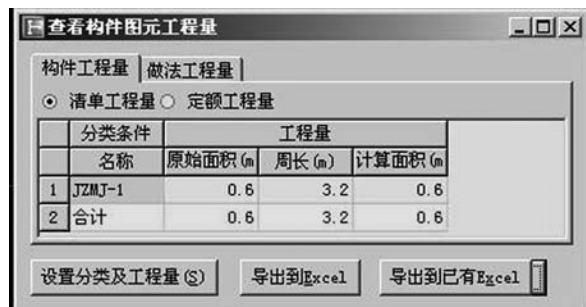 查看构件图元工程量
构件工程量 做法工程量
清单工程量 定额工程量
分类条件 工程量
名称 原始面积(m 周长(m) 计算面积(m
1 JZMJ-1 0.6 3.2 0.6
2 合计 0.6 3.2 0.6
设置分类及工程量(S) 导出到Excel 导出到已有Excel